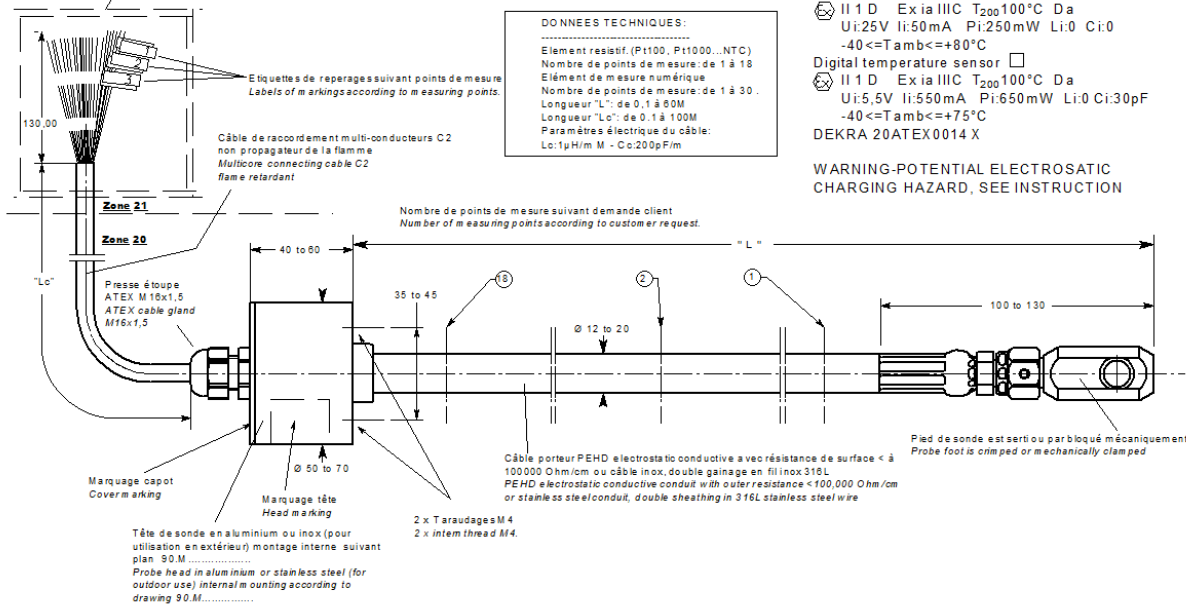 DONNEES TECHNIQUES:
Element resistif.(Pt100, Pt1000...NTC)
Nombre de points de mesure: de 1 à 18
Elément de mesure numérique
Nombre de points de mesure: de 1 à 30 .
Longueur "L": de 0,1 à 60M
Longueur "Lc": de 0.1 à 100M
Paramètres électrique du câble:
Lc:1µH/m M - Cc:200pF/m
II 1 D Ex ia IIIC T200100°C Da
Ui:25V Ii:50mA Pi:250mW Li:0 Ci:0
-40<=Tamb<=+80°C
Digital temperature sensor
II 1 D Ex ia IIIC T200100°C Da
Ui:5,5V Ii:550mA Pi:650mW Li:0 Ci:30pF
-40<=Tamb<=+75°C
DEKRA 20ATEX0014 X
WARNING-POTENTIAL ELECTROSATIC
CHARGING HAZARD, SEE INSTRUCTION
1
2
3
Etiquettes de reperages suivant points de mesure
Labels of markings according to measuring points.
130,00
Câble de raccordement multi-conducteurs C2
non propagateur de la flamme
Multicore connecting cable C2
flame retardant
Zone 21
Zone 20
Nombre de points de mesure suivant demande client
Number of measuring points according to customer request.
40 to 60
"L"
"Lc"
Presse étoupe
ATEX M16x1,5
ATEX cable gland
M16x1,5
35 to 45
18
2
1
100 to 130
Ø 12 to 20
Ø 50 to 70
Pied de sonde est serti ou par bloqué mécaniquement
Probe foot is crimped or mechanically clamped
Câble porteur PEHD electrostatic conductive avec résistance de surface < à
100000 Ohm/cm ou câble inox, double gainage en fil inox 316L
PEHD electrostatic conductive conduit with outer resistance <100,000 Ohm/cm
or stainless steel conduit, double sheathing in 316L stainless steel wire
Marquage capot
Cover marking
Marquage tête
Head marking
2 x Taraudages M4
2 x intern thread M4.
Tête de sonde en aluminium ou inox (pour
utilisation en extérieur) montage interne suivant
plan 90.M..................
Probe head in aluminium or stainless steel (for
outdoor use) internal mounting according to
drawing 90.M..............